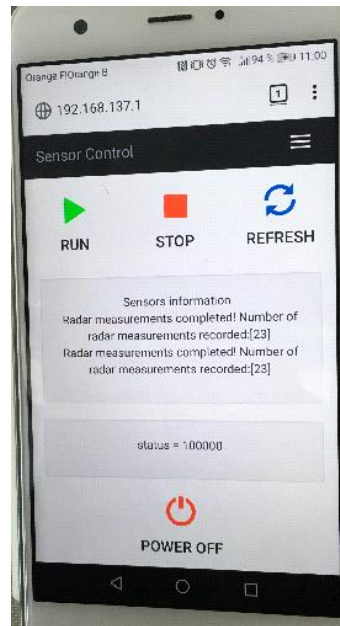 Orange FlOrange B 94 % 11:00
192.168.137.1
1
Sensor Control
RUN STOP REFRESH
Sensors information
Radar measurements completed! Number of
radar measurements recorded:[23]
Radar measurements completed! Number of
radar measurements recorded:[23]
status = 100000
POWER OFF